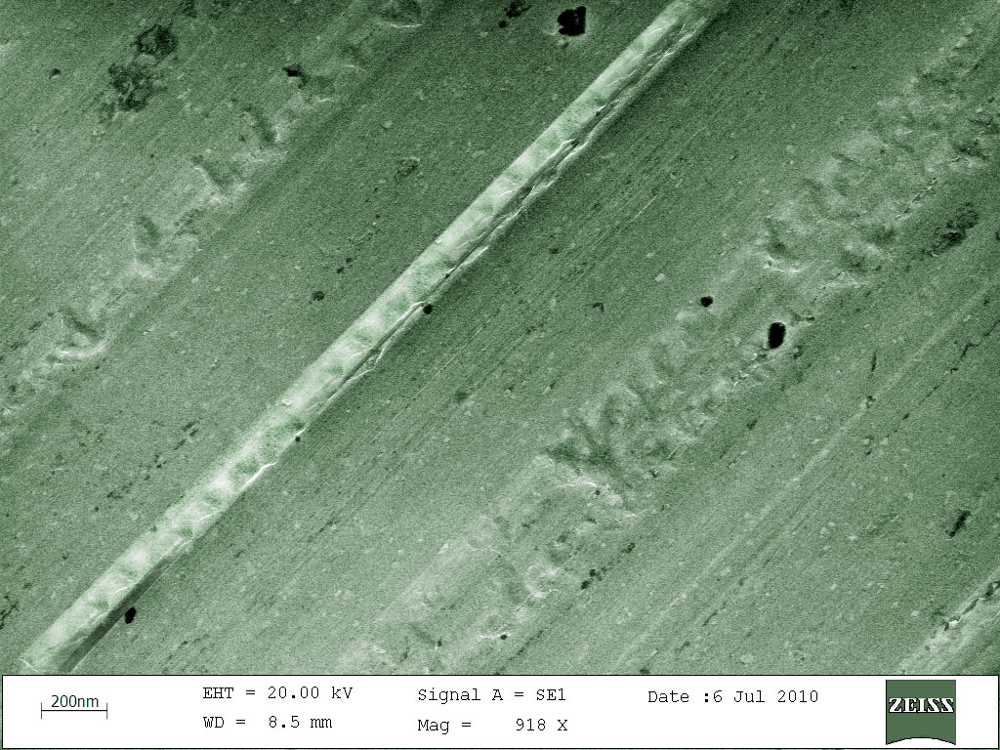 200nm
EHT = 20.00 kV
Signal A = SE1
Date :6 Jul 2010
WD = 8.5 mm
Mag = 918 X
ZEISS